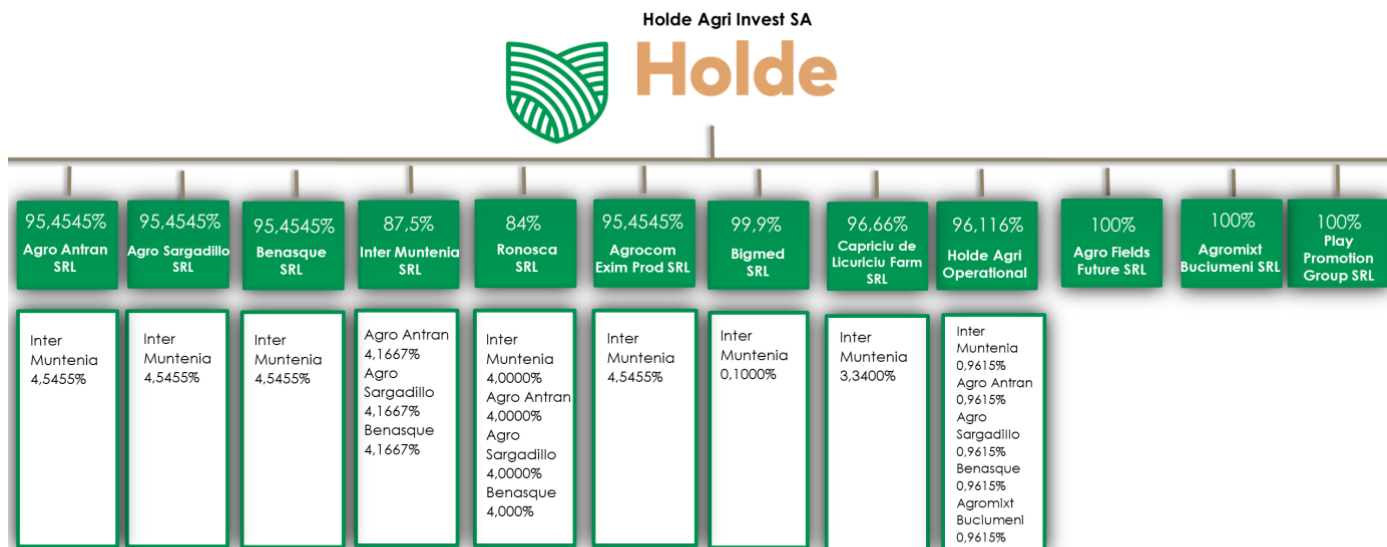 Holde Agri Invest SA
Holde
95,4545%
Agro Antran
SRL
95,4545%
Agro Sargadillo
SRL
95,4545%
Benasque
SRL
87,5%
Inter Muntenia
SRL
84%
Ronosca
SRL
95,4545%
Agrocom
Exim Prod SRL
99,9%
Bigmed
SRL
96,66%
Capriciu de
Licuriciu Farm
SRL
96,116%
Holde Agri
Operational
100%
Agro Fields
Future SRL
100%
Agromixt
Buciumeni SRL
100%
Play
Promotion
Group SRL
Inter
Muntenia
4,5455%
Inter
Muntenia
4,5455%
Inter
Muntenia
4,5455%
Agro Antran
4,1667%
Agro
Sargadillo
4,1667%
Benasque
4,1667%
Inter
Muntenia
4,0000%
Agro Antran
4,0000%
Agro
Sargadillo
4,0000%
Benasque
4,000%
Inter
Muntenia
4,5455%
Inter
Muntenia
0,1000%
Inter
Muntenia
3,3400%
Inter
Muntenia
0,9615%
Agro Antran
0,9615%
Agro
Sargadillo
0,9615%
Benasque
0,9615%
Agromixt
Buciumeni
0,9615%